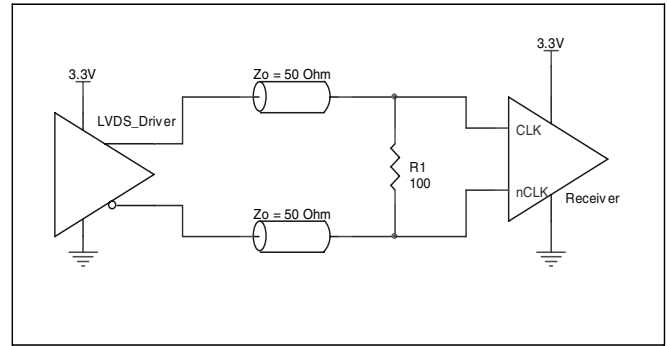 3.3V
3.3V
Zo = 50 Ohm
LVDS_Driver
CLK
R1
100
nCLK
Receiver
Zo = 50 Ohm